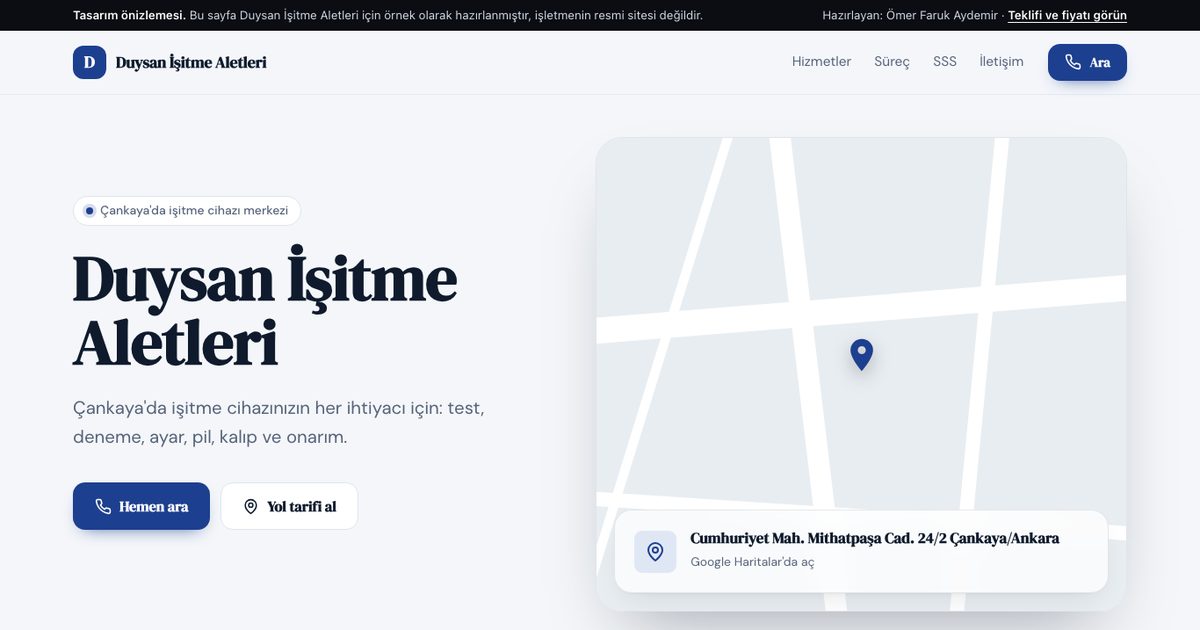 Tasarım önizlemesi. Bu sayfa Duysan İşitme Aletleri için örnek olarak hazırlanmıştır, işletmenin resmi sitesi değildir.
Hazırlayan: Ömer Faruk Aydemir · Teklifi ve fiyatı görün
D Duysan İşitme Aletleri
Hizmetler Süreç SSS İletişim Ara
Çankaya'da işitme cihazı merkezi
Duysan İşitme
Aletleri
Çankaya'da işitme cihazınızın her ihtiyacı için: test,
deneme, ayar, pil, kalıp ve onarım.
Hemen ara Yol tarifi al
Cumhuriyet Mah. Mithatpaşa Cad. 24/2 Çankaya/Ankara
Google Haritalar'da aç